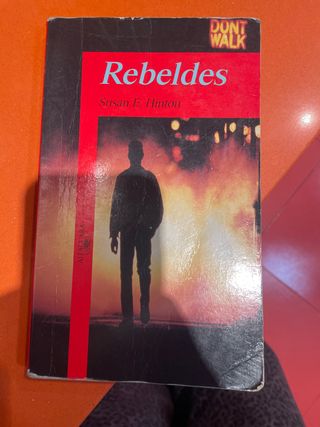 DONT
WALK
Rebeldes
Susan E. Hinton